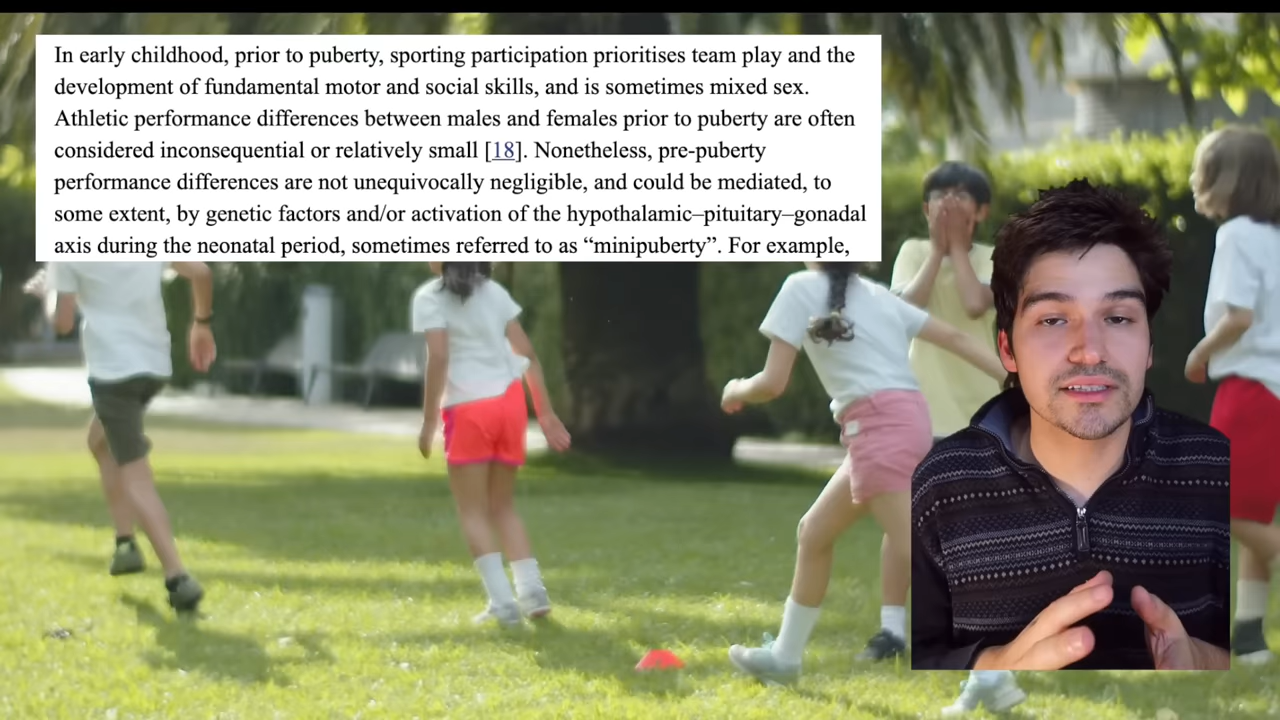 In early childhood, prior to puberty, sporting participation prioritises team play and the
development of fundamental motor and social skills, and is sometimes mixed sex.
Athletic performance differences between males and females prior to puberty are often
considered inconsequential or relatively small [18]. Nonetheless, pre-puberty
performance differences are not unequivocally negligible, and could be mediated, to
some extent, by genetic factors and/or activation of the hypothalamic–pituitary–gonadal
axis during the neonatal period, sometimes referred to as “minipuberty”. For example,